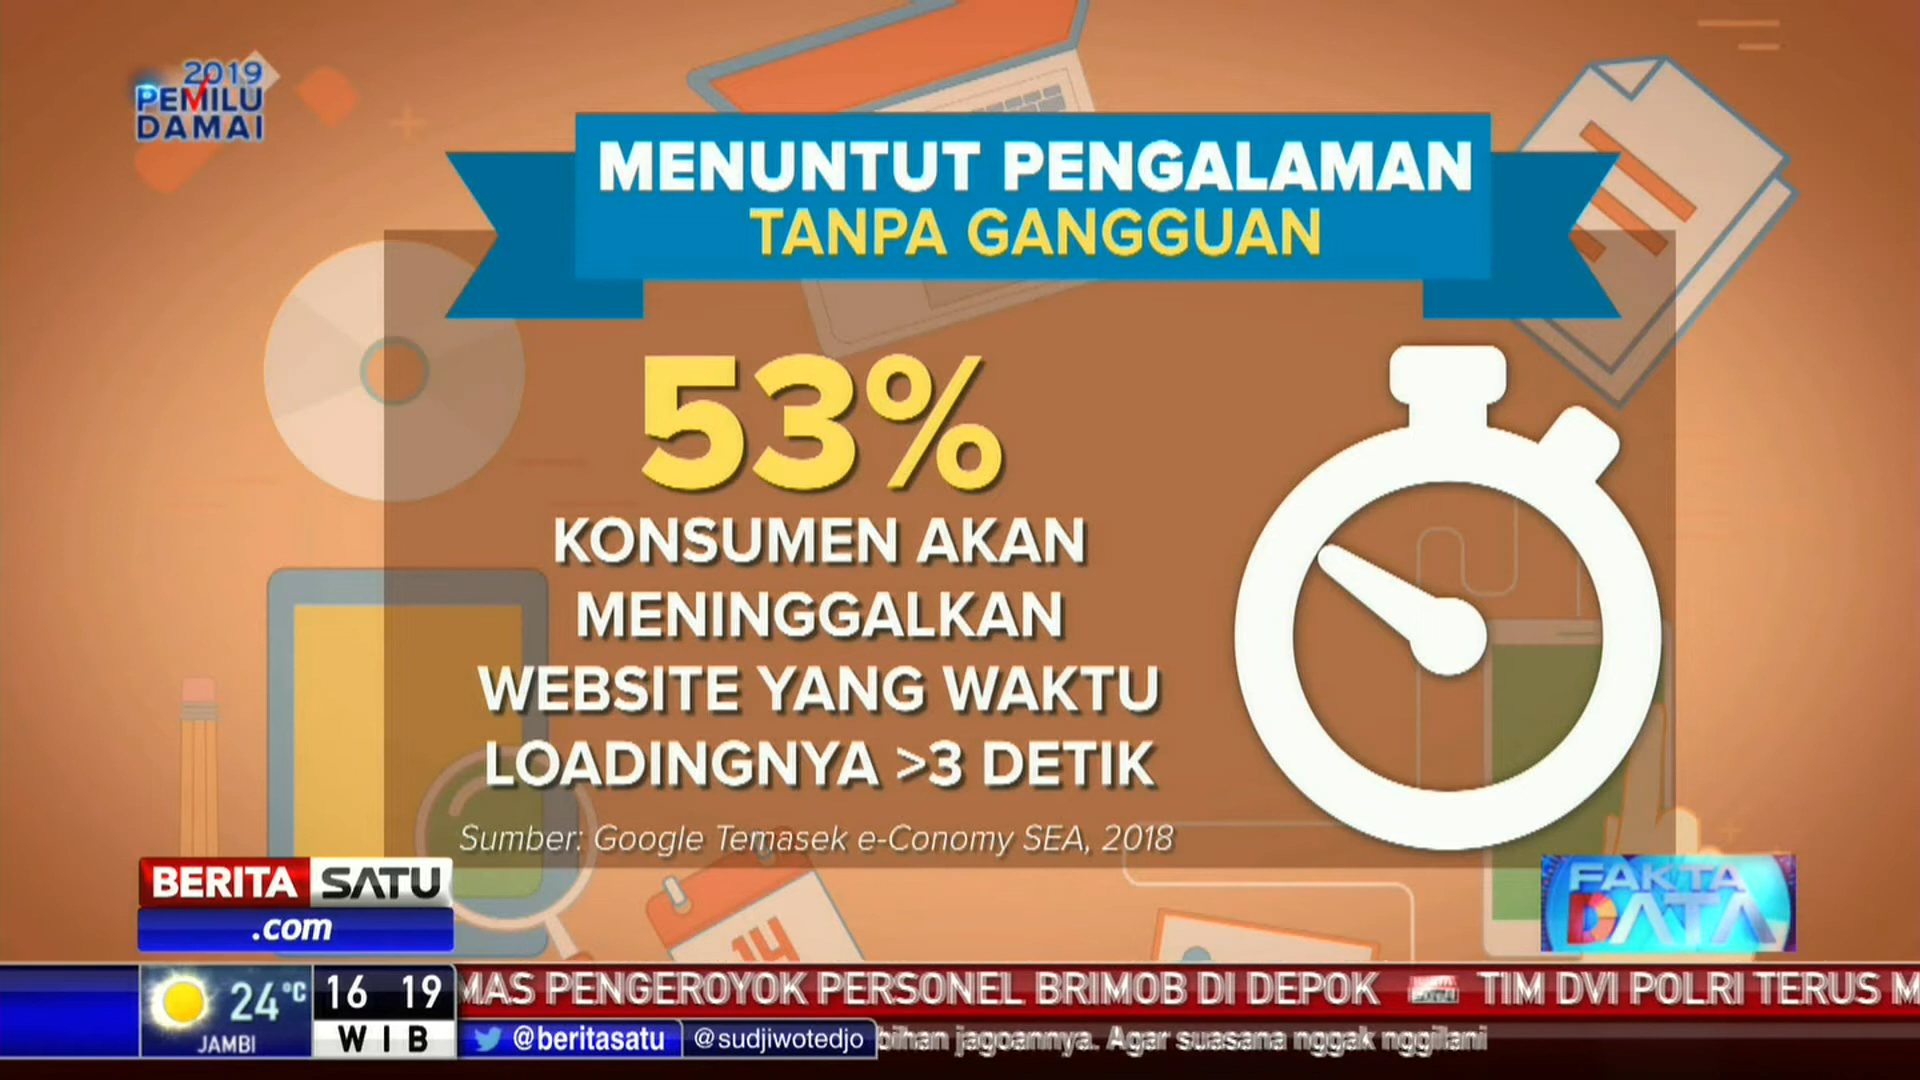 2019
PEMILU
DAMAI
MENUNTUT PENGALAMAN
TANPA GANGGUAN
53%
KONSUMEN AKAN
MENINGGALKAN
WEBSITE YANG WAKTU
LOADINGNYA >3 DETIK
Sumber: Google Temasek e-Conomy SEA, 2018
14
BERITA SATU
.com
FAKTA
DATA
24°C
JAMBI
16 19
WIB
MAS PENGEROYOK PERSONEL BRIMOB DI DEPOK
TIM DVI POLRI TERUS M
@beritasatu
@sudjiwotedjo
jagoannya. Agar suasana nggak nggilani